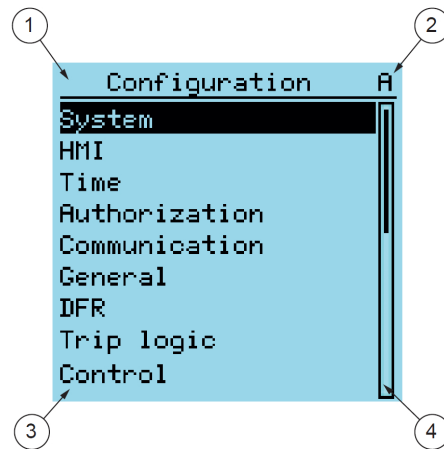 1 2
Configuration A
System
HMI
Time
Authorization
Communication
General
DFR
Trip logic
Control
3 4